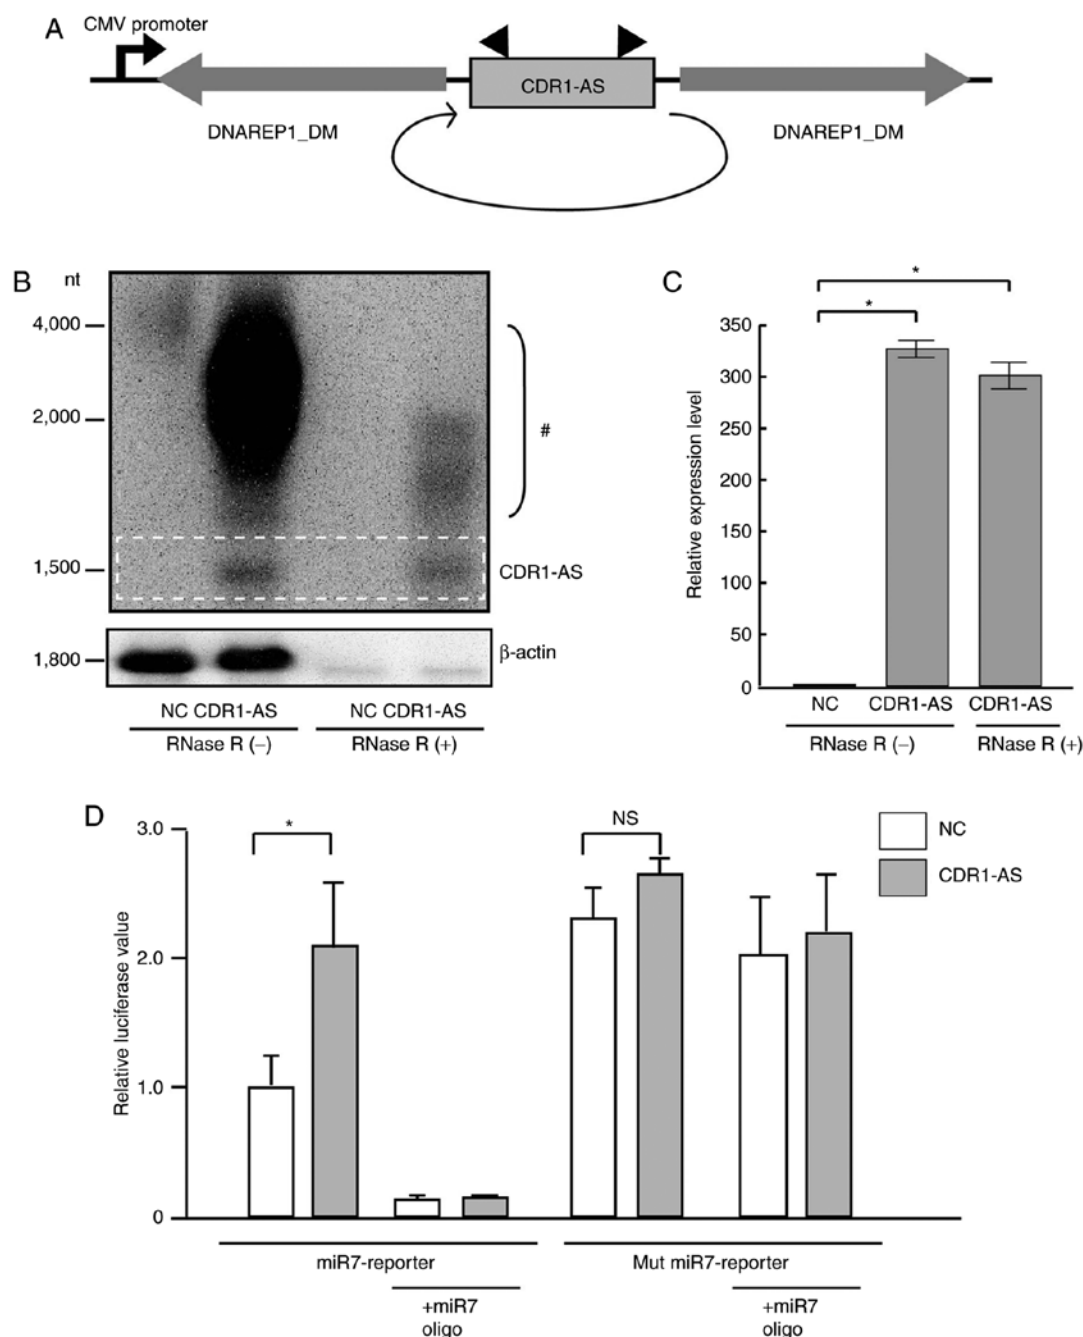 A
CMV promoter
CDR1-AS
DNAREP1_DM
DNAREP1_DM
B
nt
4,000
2,000
1,500
1,800
#
CDR1-AS
β-actin
NC CDR1-AS
NC CDR1-AS
RNase R (–)
RNase R (+)
C
*
*
Relative expression level
350
300
250
200
150
100
50
0
NC
CDR1-AS
CDR1-AS
RNase R (–)
RNase R (+)
D
Relative luciferase value
3.0
2.0
1.0
0
*
NS
NC
CDR1-AS
miR7-reporter
Mut miR7-reporter
+miR7
oligo
+miR7
oligo